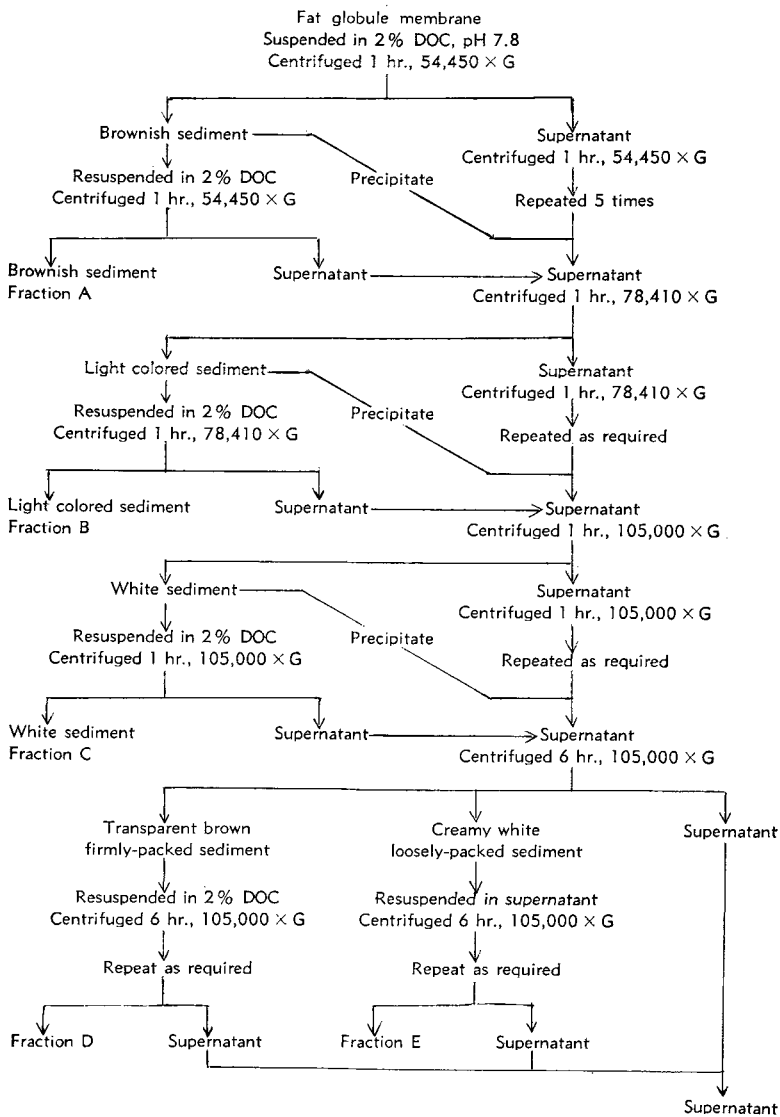 Fat globule membrane
Suspended in 2% DOC, pH 7.8
Centrifuged 1 hr., 54,450 × G
Brownish sediment
Supernatant
Centrifuged 1 hr., 54,450 × G
Resuspended in 2% DOC
Centrifuged 1 hr., 54,450 × G
Precipitate
Repeated 5 times
Brownish sediment
Fraction A
Supernatant
Supernatant
Centrifuged 1 hr., 78,410 × G
Light colored sediment
Supernatant
Centrifuged 1 hr., 78,410 × G
Resuspended in 2% DOC
Centrifuged 1 hr., 78,410 × G
Precipitate
Repeated as required
Light colored sediment
Fraction B
Supernatant
Supernatant
Centrifuged 1 hr., 105,000 × G
White sediment
Supernatant
Centrifuged 1 hr., 105,000 × G
Resuspended in 2% DOC
Centrifuged 1 hr., 105,000 × G
Precipitate
Repeated as required
White sediment
Fraction C
Supernatant
Supernatant
Centrifuged 6 hr., 105,000 × G
Transparent brown
firmly-packed sediment
Creamy white
loosely-packed sediment
Supernatant
Resuspended in 2% DOC
Centrifuged 6 hr., 105,000 × G
Resuspended in supernatant
Centrifuged 6 hr., 105,000 × G
Repeat as required
Repeat as required
Fraction D
Supernatant
Fraction E
Supernatant
Supernatant